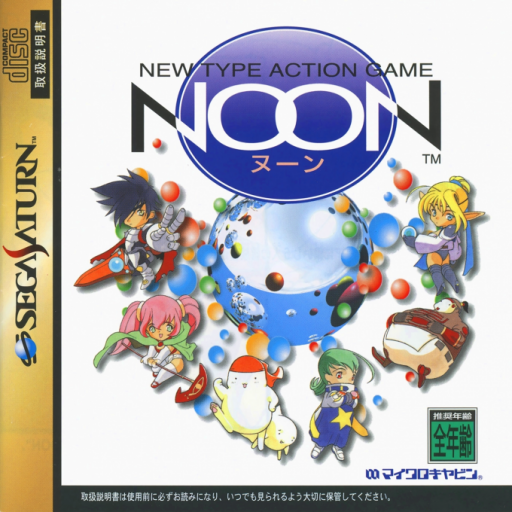 COMPACT
disc
取扱説明書
SEGA SATURN™
NEW TYPE ACTION GAME
NOON™
ヌーン
推奨年齢
全年齢
マイクロキャビン®
取扱説明書は使用前に必ずお読みになり、いつでも見られるよう大切に保管してください。